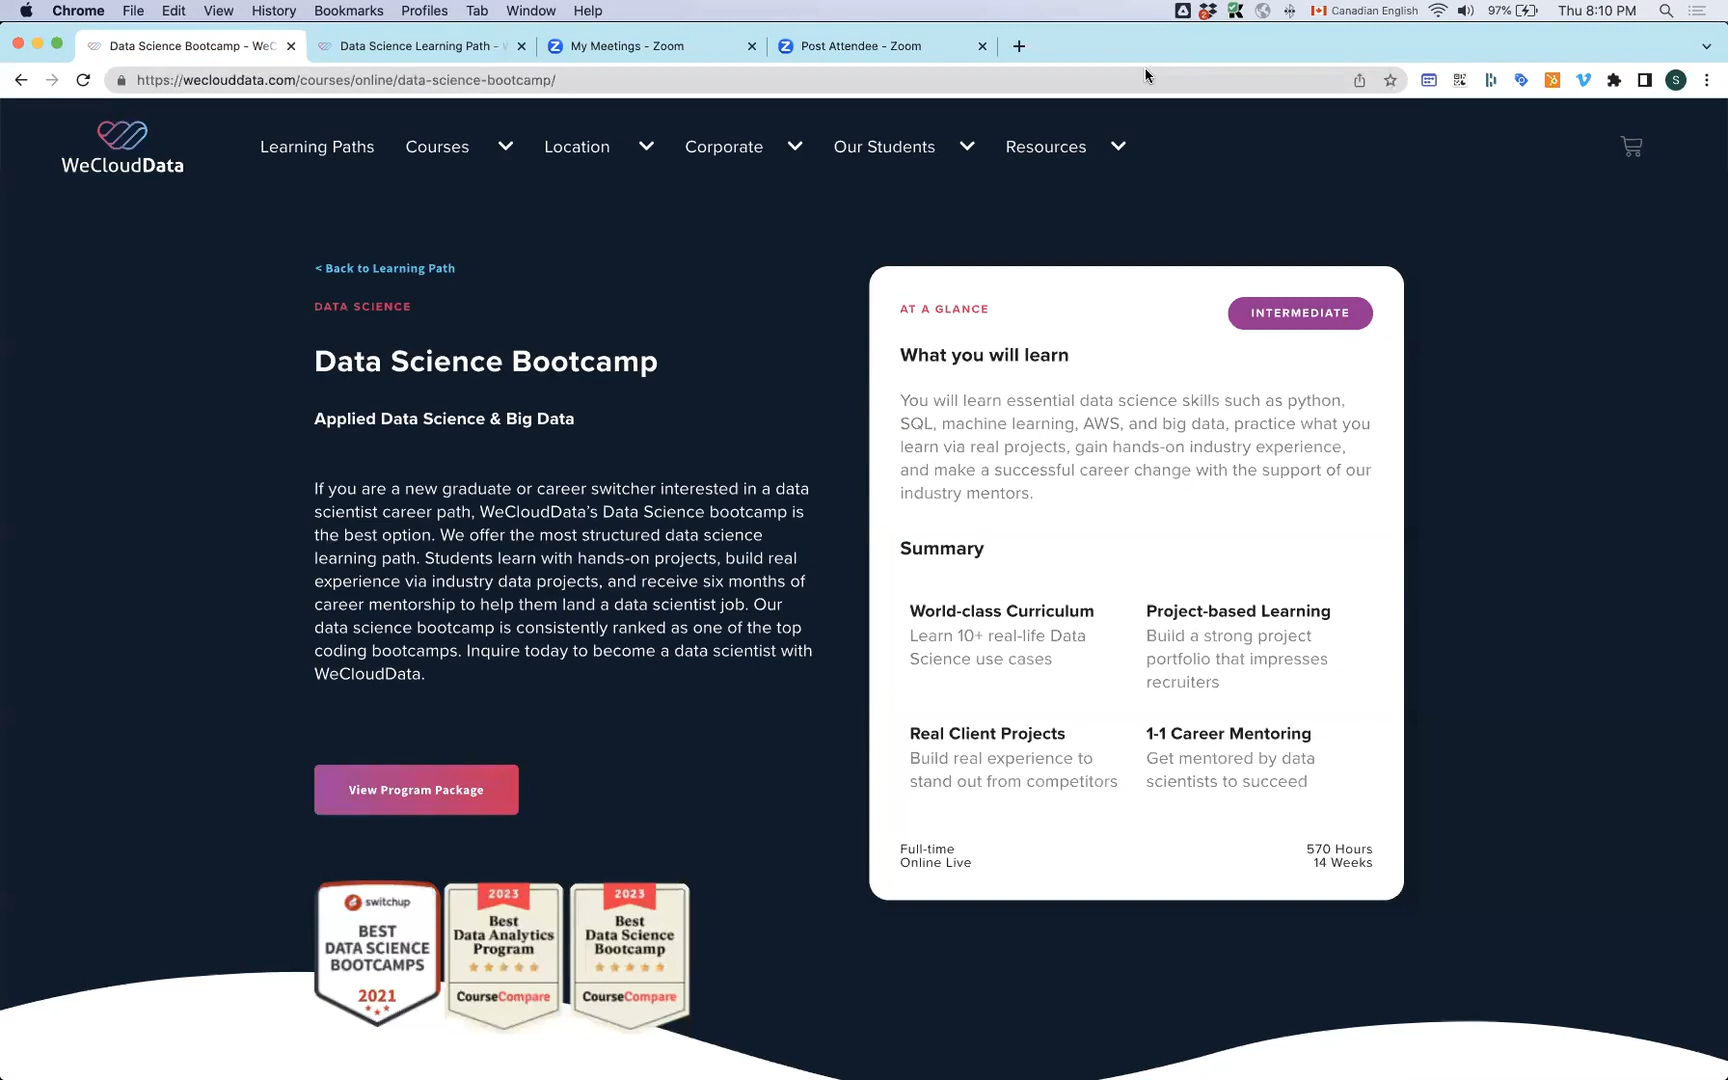 Chrome File Edit View History Bookmarks Profiles Tab Window Help
Canadian English 97% Thu 8:10 PM
Data Science Bootcamp - WeC
Data Science Learning Path -
My Meetings - Zoom
Post Attendee - Zoom
https://weclouddata.com/courses/online/data-science-bootcamp/
S
WeCloudData
Learning Paths Courses Location Corporate Our Students Resources
< Back to Learning Path
DATA SCIENCE
Data Science Bootcamp
Applied Data Science & Big Data
If you are a new graduate or career switcher interested in a data
scientist career path, WeCloudData's Data Science bootcamp is
the best option. We offer the most structured data science
learning path. Students learn with hands-on projects, build real
experience via industry data projects, and receive six months of
career mentorship to help them land a data scientist job. Our
data science bootcamp is consistently ranked as one of the top
coding bootcamps. Inquire today to become a data scientist with
WeCloudData.
View Program Package
switchup
BEST
DATA SCIENCE
BOOTCAMPS
2021
2023
Best
Data Analytics
Program
CourseCompare
2023
Best
Data Science
Bootcamp
CourseCompare
AT A GLANCE
INTERMEDIATE
What you will learn
You will learn essential data science skills such as python,
SQL, machine learning, AWS, and big data, practice what you
learn via real projects, gain hands-on industry experience,
and make a successful career change with the support of our
industry mentors.
Summary
World-class Curriculum
Learn 10+ real-life Data
Science use cases
Project-based Learning
Build a strong project
portfolio that impresses
recruiters
Real Client Projects
Build real experience to
stand out from competitors
1-1 Career Mentoring
Get mentored by data
scientists to succeed
Full-time
Online Live
570 Hours
14 Weeks